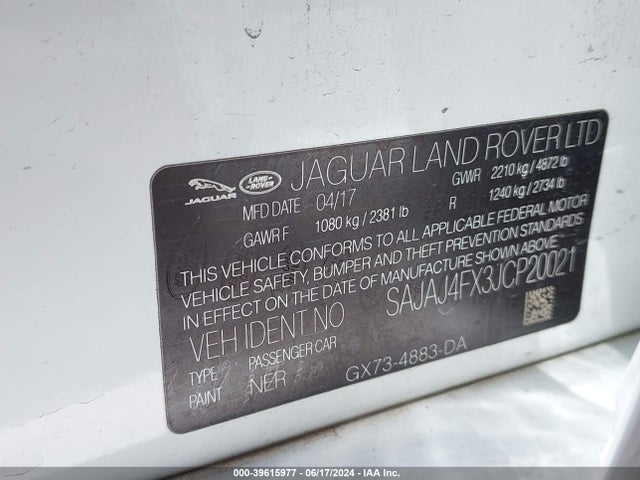 JAGUAR
LAND ROVER
JAGUAR LAND ROVER LTD
MFD DATE 04/17 GVWR 2210 kg / 4872 lb
GAWR F 1080 kg / 2381 lb R 1240 kg / 2734 lb
THIS VEHICLE CONFORMS TO ALL APPLICABLE FEDERAL MOTOR
VEHICLE SAFETY, BUMPER AND THEFT PREVENTION STANDARDS
IN EFFECT ON THE DATE OF MANUFACTURE SHOWN ABOVE
VEH IDENT.NO SAJAJ4FX3JCP20021
TYPE PASSENGER CAR
PAINT NER GX73-4883-DA
000-39615977 - 06/17/2024 - IAA Inc.